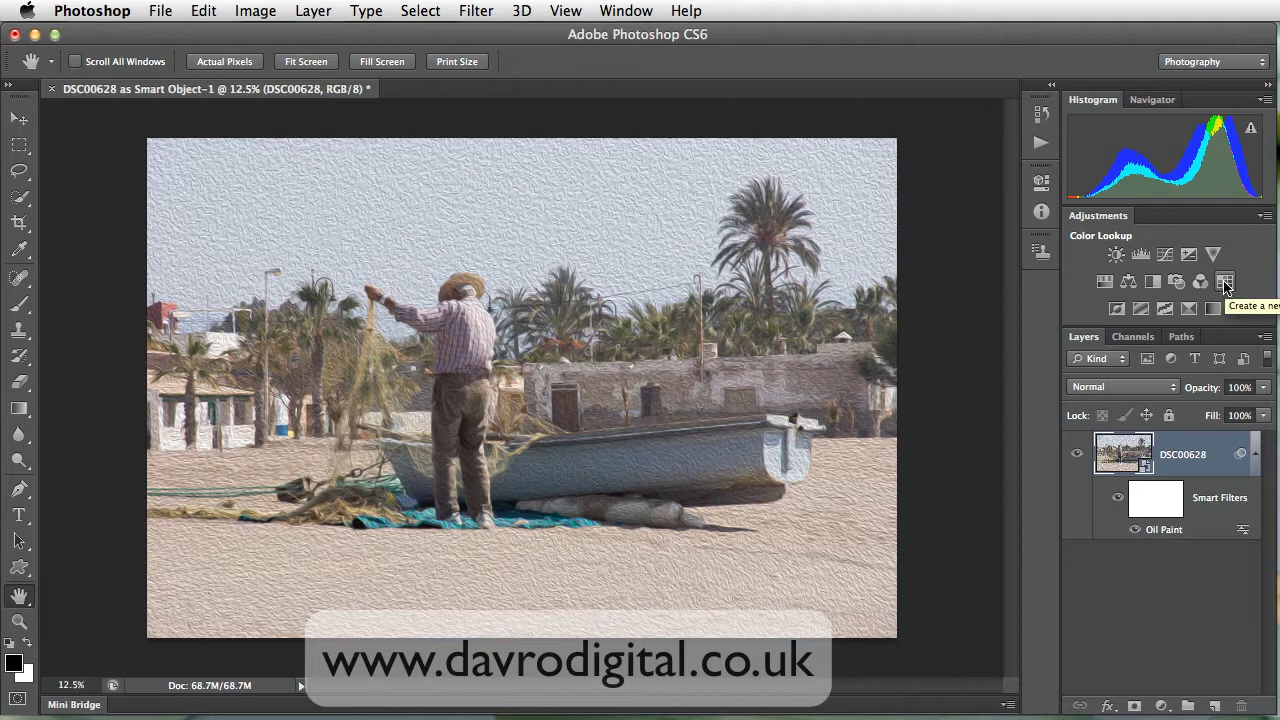 Photoshop File Edit Image Layer Type Select Filter 3D View Window Help
Adobe Photoshop CS6
Scroll All Windows Actual Pixels Fit Screen Fill Screen Print Size Photography
DSC00628 as Smart Object-1 @ 12.5% (DSC00628, RGB/8) *
Histogram Navigator
Adjustments
Color Lookup
Create a new
Layers Channels Paths
Kind
Normal Opacity: 100%
Lock: Fill: 100%
DSC00628
Smart Filters
Oil Paint
www.davrodigital.co.uk
12.5% Doc: 68.7M/68.7M
Mini Bridge